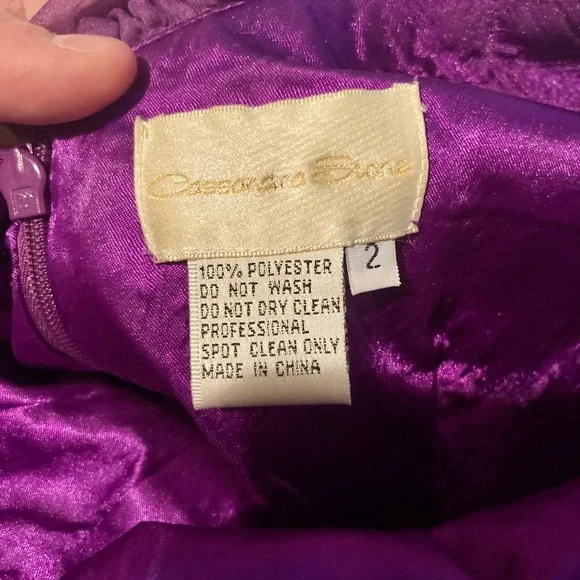 Cassandra Stone
2
100% POLYESTER
DO NOT WASH
DO NOT DRY CLEAN
PROFESSIONAL
SPOT CLEAN ONLY
MADE IN CHINA